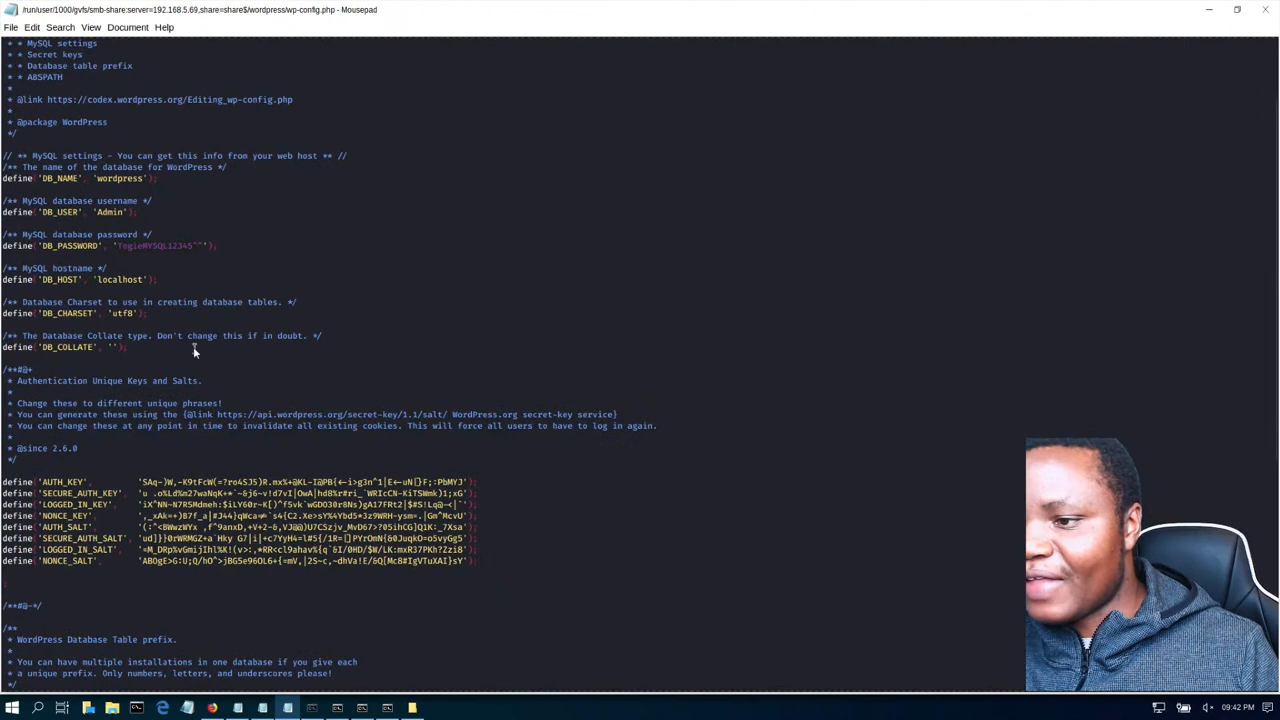 /run/user/1000/gvfs/smb-share:server=192.168.5.69,share=share$/wordpress/wp-config.php - Mousepad
File Edit Search View Document Help
* * MySQL settings
* * Secret keys
* * Database table prefix
* * ABSPATH
*
* @link https://codex.wordpress.org/Editing_wp-config.php
*
* @package WordPress
*/
// ** MySQL settings - You can get this info from your web host ** //
/** The name of the database for WordPress */
define('DB_NAME', 'wordpress');
/** MySQL database username */
define('DB_USER', 'Admin');
/** MySQL database password */
define('DB_PASSWORD', 'TogieMYSQL12345^^');
/** MySQL hostname */
define('DB_HOST', 'localhost');
/** Database Charset to use in creating database tables. */
define('DB_CHARSET', 'utf8');
/** The Database Collate type. Don't change this if in doubt. */
define('DB_COLLATE', '');
/**#@+
* Authentication Unique Keys and Salts.
*
* Change these to different unique phrases!
* You can generate these using the {@link https://api.wordpress.org/secret-key/1.1/salt/ WordPress.org secret-key service}
* You can change these at any point in time to invalidate all existing cookies. This will force all users to have to log in again.
*
* @since 2.6.0
*/
define('AUTH_KEY',
define('SECURE_AUTH_KEY',
define('LOGGED_IN_KEY',
define('NONCE_KEY',
define('AUTH_SALT',
define('SECURE_AUTH_SALT',
define('LOGGED_IN_SALT',
define('NONCE_SALT',
;
/**#@-*/
/**
* WordPress Database Table prefix.
*
* You can have multiple installations in one database if you give each
* a unique prefix. Only numbers, letters, and underscores please!
*/
09:42 PM